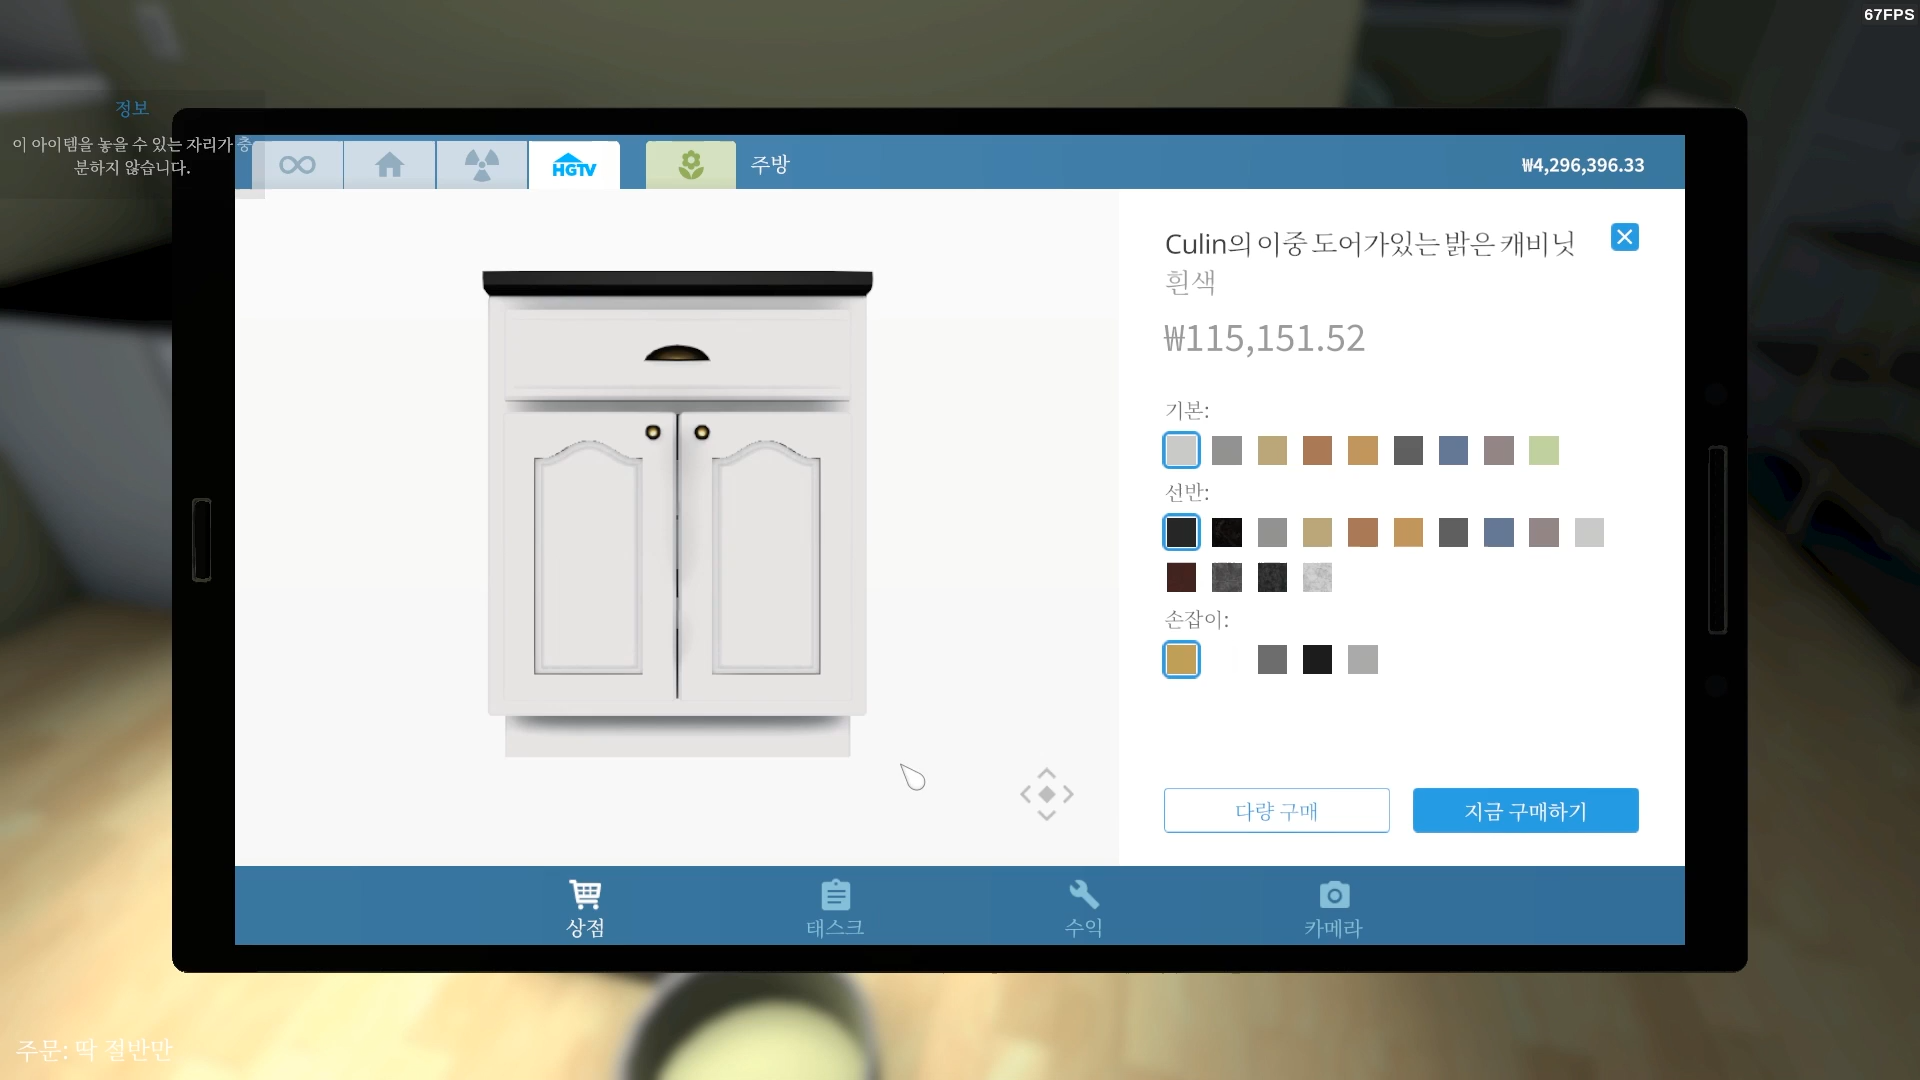 67FPS
정보
이 아이템을 놓을 수 있는 자리가 충
분하지 않습니다.
HGTV
주방
₩4,296,396.33
Culin의 이중 도어가있는 밝은 캐비닛
흰색
₩115,151.52
기본:
선반:
손잡이:
다량 구매
지금 구매하기
상점
태스크
수익
카메라
주문: 딱 절반만